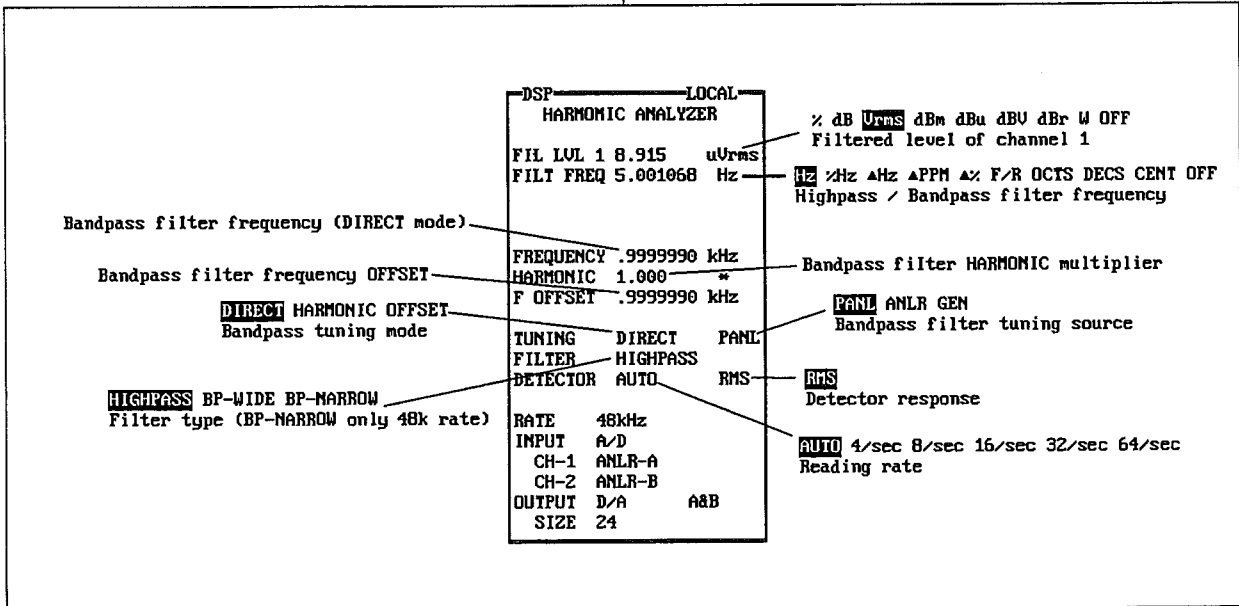 DSP LOCAL
HARMONIC ANALYZER
FIL LVL 1 8.915 uVrms
FILT FREQ 5.001068 Hz
% dB Vrms dBm dBu dBV dBr W OFF
Filtered level of channel 1
Hz %Hz ▲Hz ▲PPM ▲% F/R OCTS DECS CENT OFF
Highpass / Bandpass filter frequency
Bandpass filter frequency (DIRECT mode)
FREQUENCY .9999990 kHz
HARMONIC 1.000 *
F OFFSET .9999990 kHz
Bandpass filter HARMONIC multiplier
Bandpass filter frequency OFFSET
DIRECT HARMONIC OFFSET
Bandpass tuning mode
PANL ANLR GEN
Bandpass filter tuning source
TUNING DIRECT PANL
FILTER HIGHPASS
DETECTOR AUTO RMS
RMS
Detector response
HIGHPASS BP-WIDE BP-NARROW
Filter type (BP-NARROW only 48k rate)
AUTO 4/sec 8/sec 16/sec 32/sec 64/sec
Reading rate
RATE 48kHz
INPUT A/D
CH-1 ANLR-A
CH-2 ANLR-B
OUTPUT D/A A&B
SIZE 24